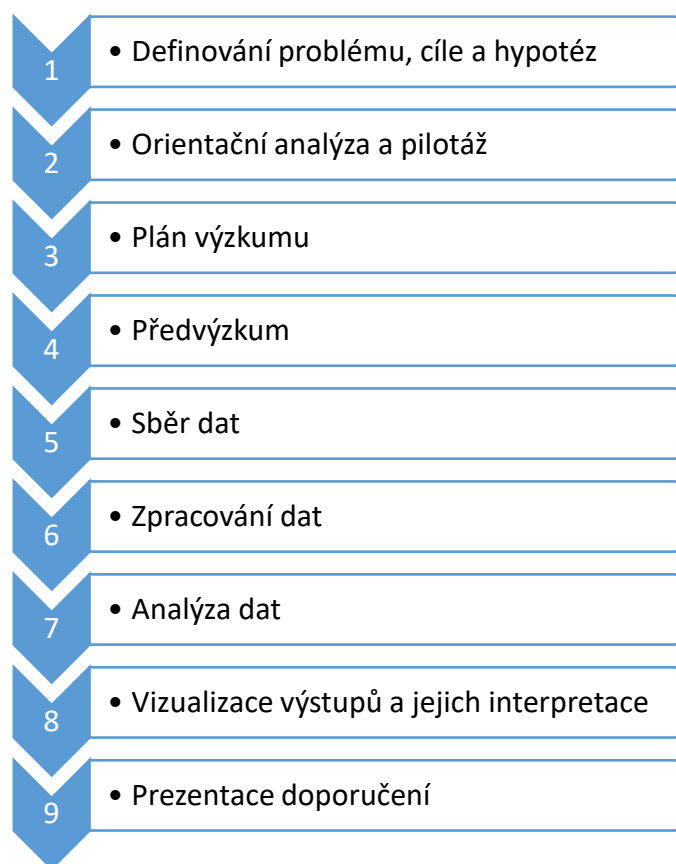 1 • Definování problému, cíle a hypotéz
2 • Orientační analýza a pilotáž
3 • Plán výzkumu
4 • Předvýzkum
5 • Sběr dat
6 • Zpracování dat
7 • Analýza dat
8 • Vizualizace výstupů a jejich interpretace
9 • Prezentace doporučení